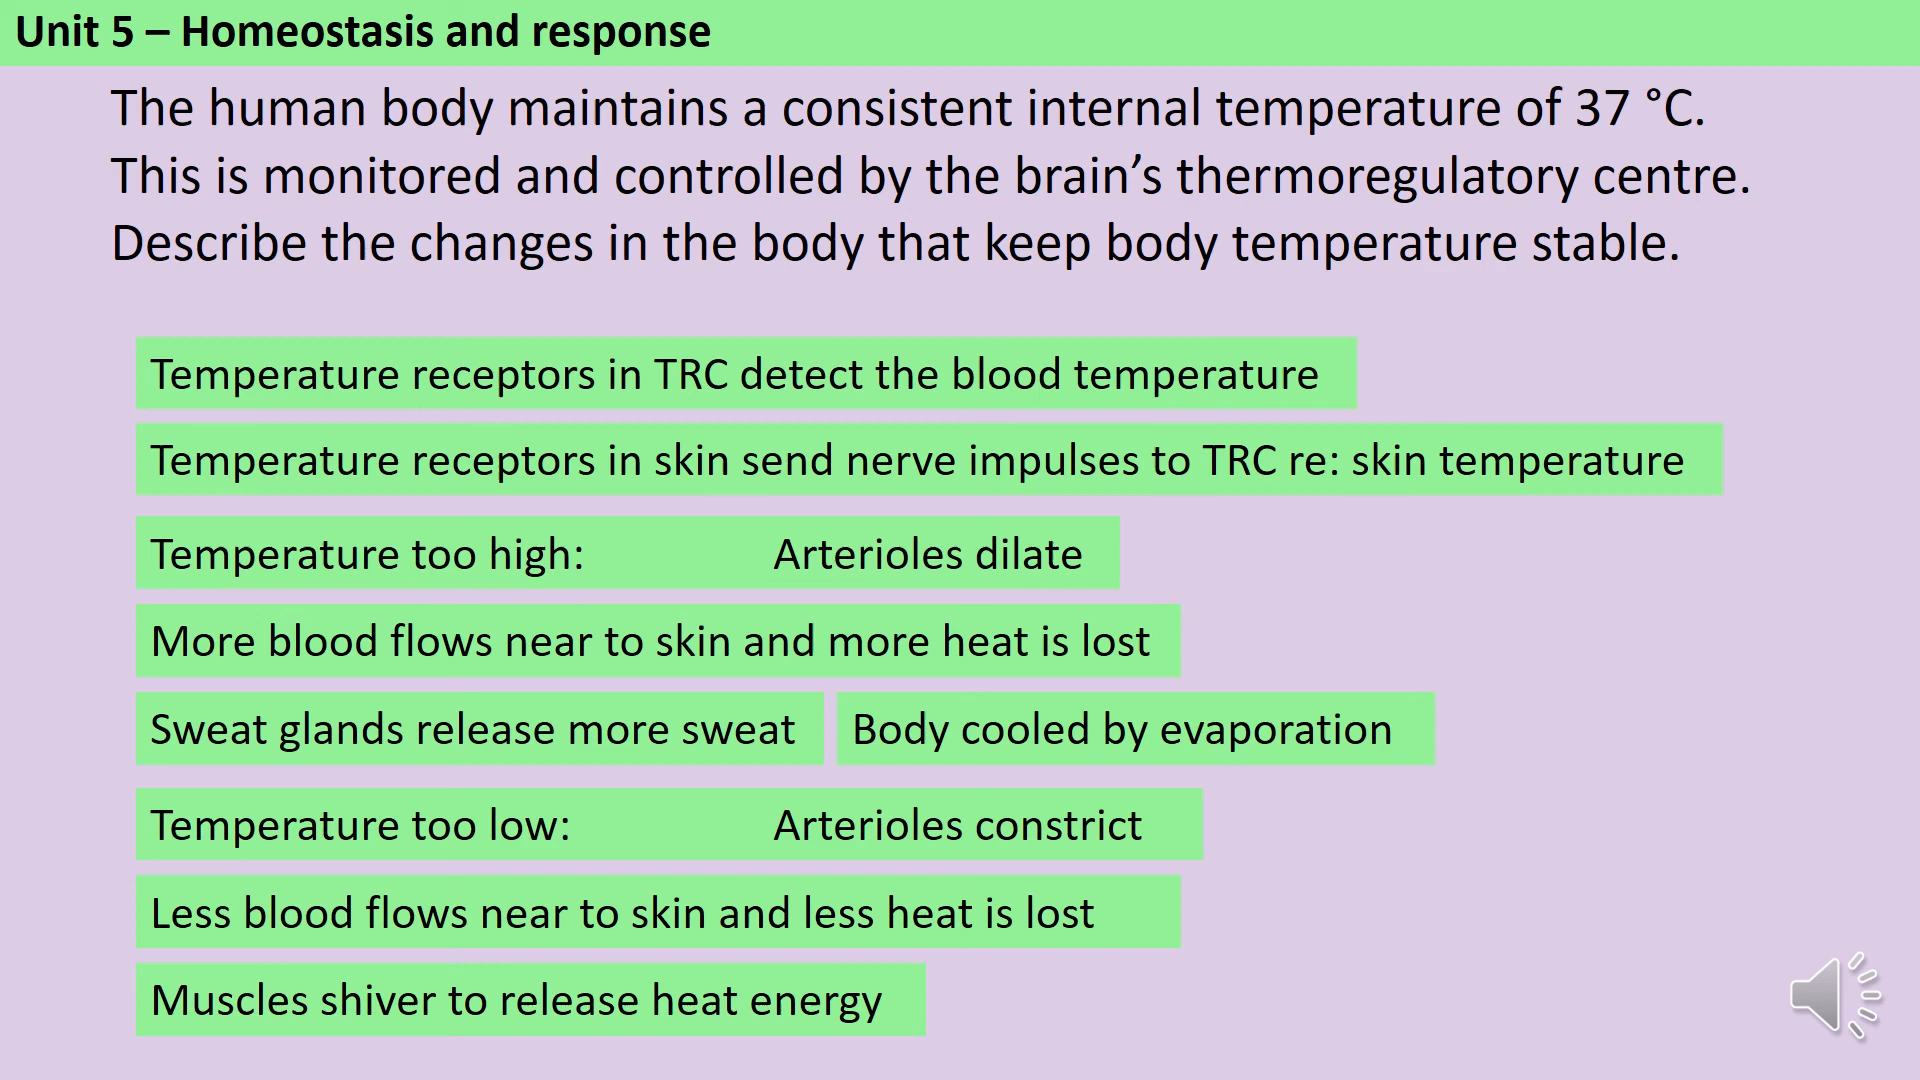 Unit 5 – Homeostasis and response
The human body maintains a consistent internal temperature of 37 °C.
This is monitored and controlled by the brain’s thermoregulatory centre.
Describe the changes in the body that keep body temperature stable.
Temperature receptors in TRC detect the blood temperature
Temperature receptors in skin send nerve impulses to TRC re: skin temperature
Temperature too high: Arterioles dilate
More blood flows near to skin and more heat is lost
Sweat glands release more sweat Body cooled by evaporation
Temperature too low: Arterioles constrict
Less blood flows near to skin and less heat is lost
Muscles shiver to release heat energy